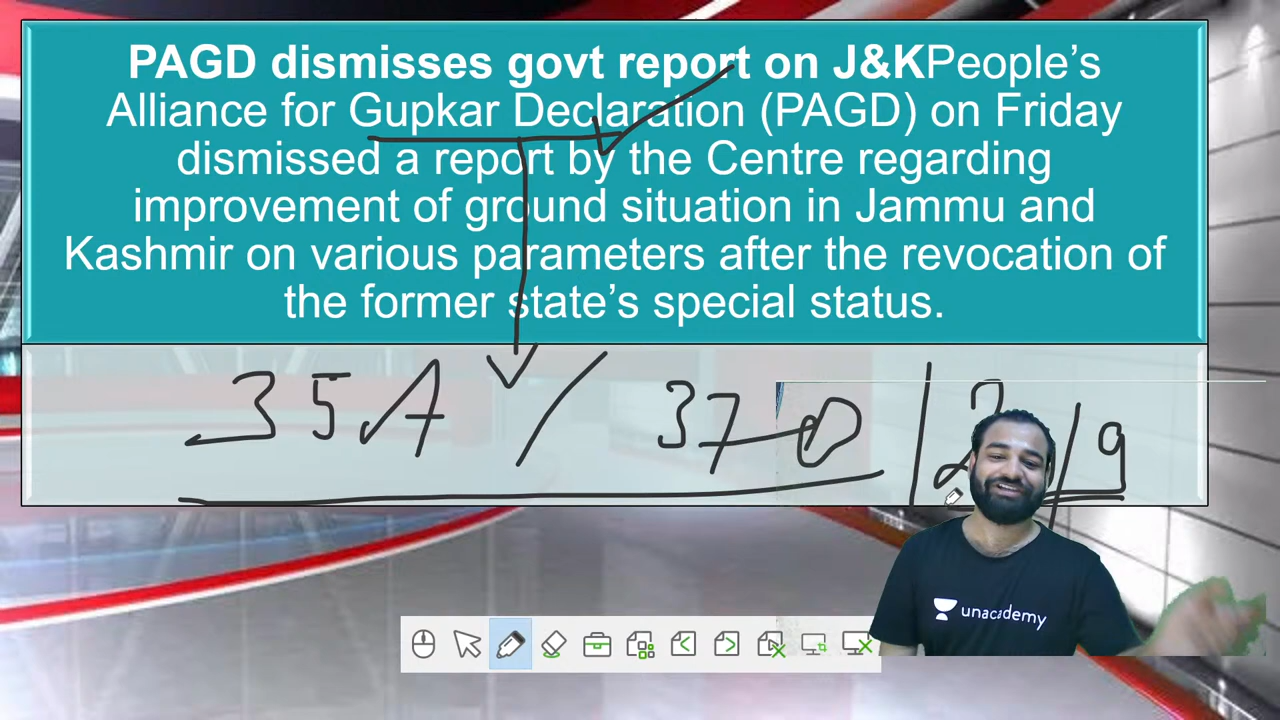 PAGD dismisses govt report on J&KPeople’s
Alliance for Gupkar Declaration (PAGD) on Friday
dismissed a report by the Centre regarding
improvement of ground situation in Jammu and
Kashmir on various parameters after the revocation of
the former state’s special status.
35A / 370
9
unacademy